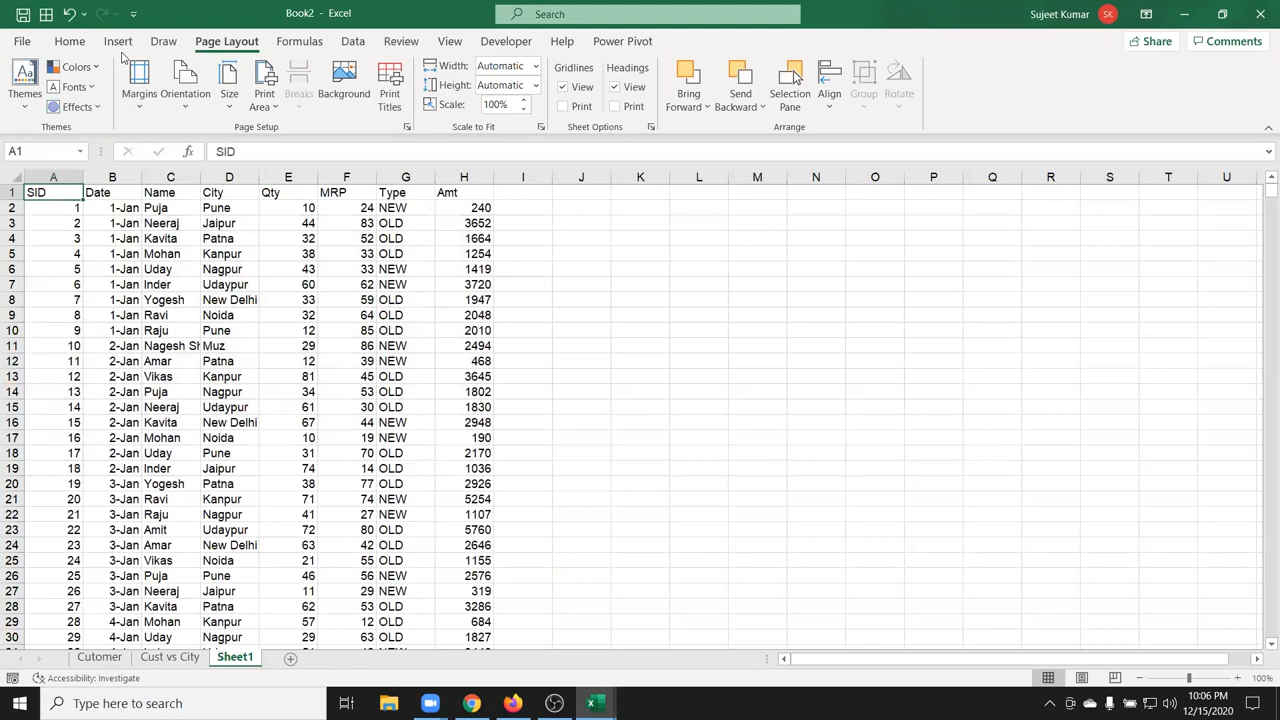 Book2 - Excel
Search
Sujeet Kumar
SK
File Home Insert Draw Page Layout Formulas Data Review View Developer Help Power Pivot
Share
Comments
Themes
Colors
Fonts
Effects
Themes
Margins
Orientation
Size
Print Area
Breaks
Background
Print Titles
Page Setup
Width: Automatic
Height: Automatic
Scale: 100%
Scale to Fit
Gridlines
View
Print
Headings
View
Print
Sheet Options
Bring Forward
Send Backward
Selection Pane
Align
Group
Rotate
Arrange
A1
fx
SID
A B C D E F G H I J K L M N O P Q R S T U
1 SID Date Name City Qty MRP Type Amt
2 1 1-Jan Puja Pune 10 24 NEW 240
3 2 1-Jan Neeraj Jaipur 44 83 OLD 3652
4 3 1-Jan Kavita Patna 32 52 OLD 1664
5 4 1-Jan Mohan Kanpur 38 33 OLD 1254
6 5 1-Jan Uday Nagpur 43 33 NEW 1419
7 6 1-Jan Inder Udaypur 60 62 NEW 3720
8 7 1-Jan Yogesh New Delhi 33 59 OLD 1947
9 8 1-Jan Ravi Noida 32 64 OLD 2048
10 9 1-Jan Raju Pune 12 85 OLD 2010
11 10 2-Jan Nagesh Sh Muz 29 86 NEW 2494
12 11 2-Jan Amar Patna 12 39 NEW 468
13 12 2-Jan Vikas Kanpur 81 45 OLD 3645
14 13 2-Jan Puja Nagpur 34 53 OLD 1802
15 14 2-Jan Neeraj Udaypur 61 30 OLD 1830
16 15 2-Jan Kavita New Delhi 67 44 NEW 2948
17 16 2-Jan Mohan Noida 10 19 NEW 190
18 17 2-Jan Uday Pune 31 70 OLD 2170
19 18 2-Jan Inder Jaipur 74 14 OLD 1036
20 19 3-Jan Yogesh Patna 38 77 OLD 2926
21 20 3-Jan Ravi Kanpur 71 74 NEW 5254
22 21 3-Jan Raju Nagpur 41 27 NEW 1107
23 22 3-Jan Amit Udaypur 72 80 OLD 5760
24 23 3-Jan Amar New Delhi 63 42 OLD 2646
25 24 3-Jan Vikas Noida 21 55 OLD 1155
26 25 3-Jan Puja Pune 46 56 NEW 2576
27 26 3-Jan Neeraj Jaipur 11 29 NEW 319
28 27 3-Jan Kavita Patna 62 53 OLD 3286
29 28 4-Jan Mohan Kanpur 57 12 OLD 684
30 29 4-Jan Uday Nagpur 29 63 OLD 1827
Cutomer Cust vs City Sheet1
Accessibility: Investigate
100%
Type here to search
10:06 PM
12/15/2020